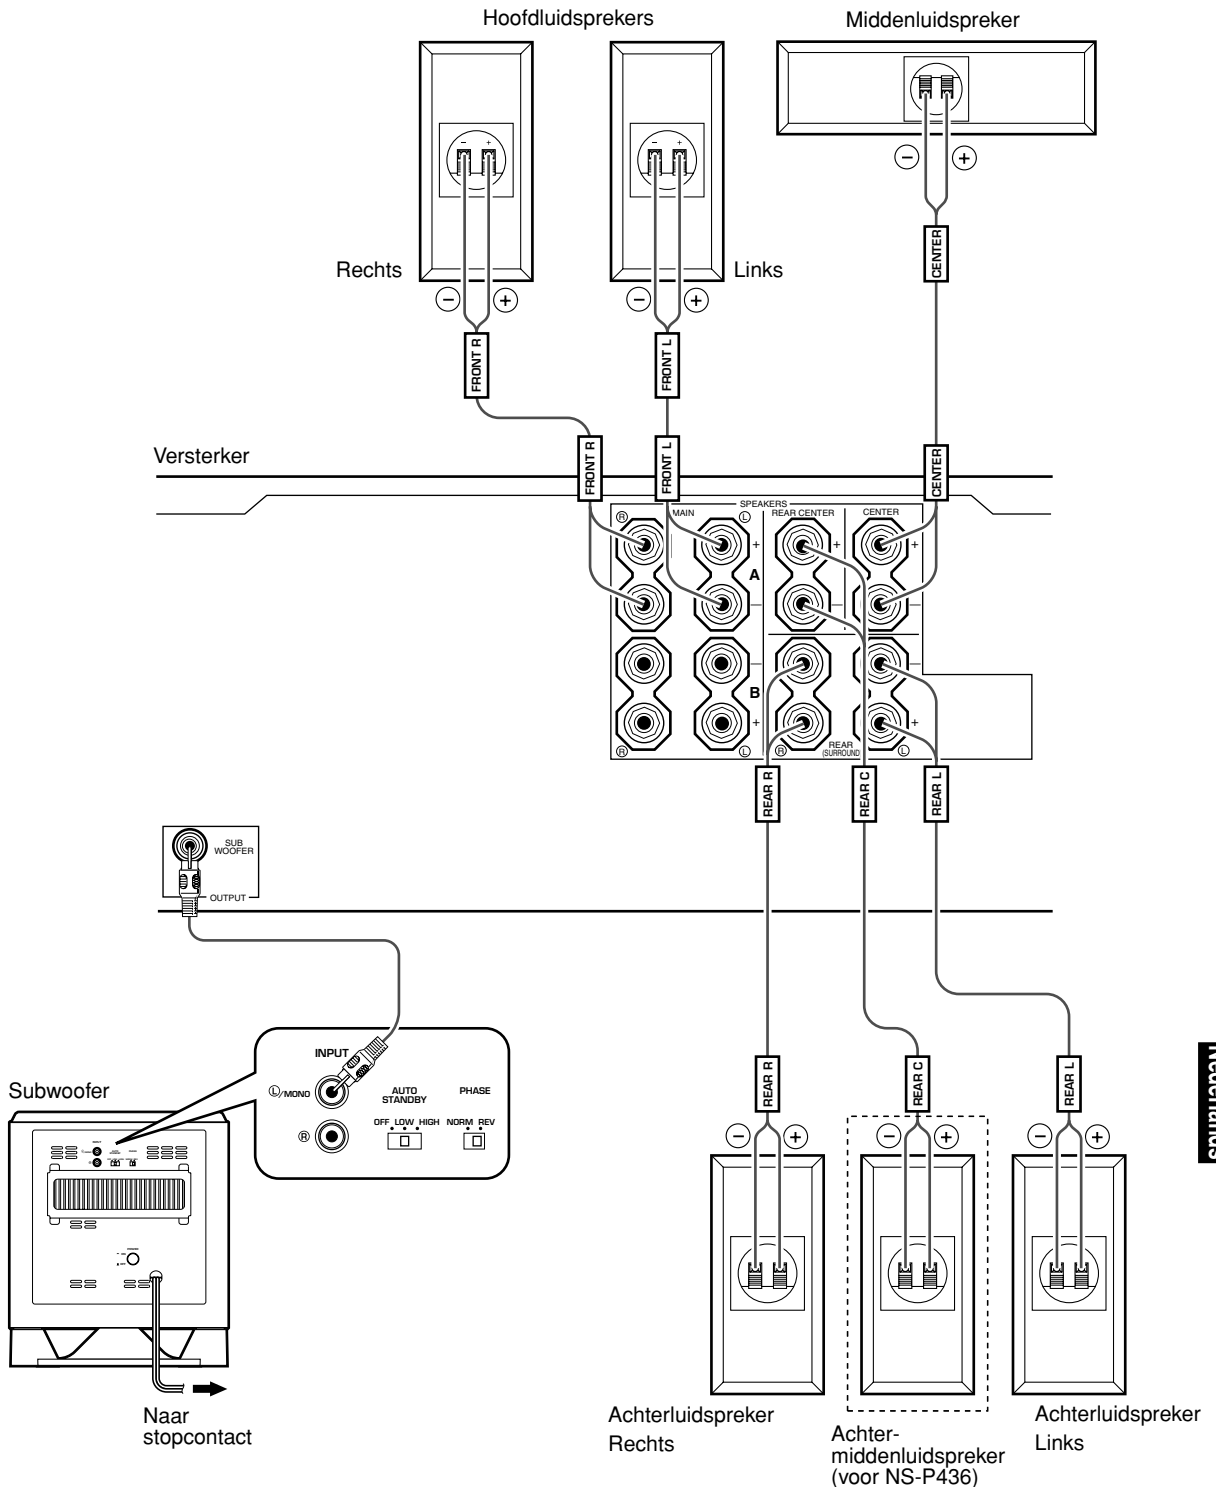 Hoofdluidsprekers
Middenluidspreker
− +
− +
Rechts
Links
− +
− +
− +
CENTER
FRONT R
FRONT L
Versterker
FRONT R
FRONT L
CENTER
SPEAKERS
R MAIN L
REAR CENTER
CENTER
+ + +
A
− − −
− −
B
+ +
R L
R REAR (SURROUND) L
REAR R
REAR C
REAR L
SUB
WOOFER
OUTPUT
INPUT
L/MONO
R
AUTO
STANDBY
OFF LOW HIGH
PHASE
NORM REV
Subwoofer
REAR R
REAR C
REAR L
− +
− +
− +
Naar
stopcontact
Achterluidspreker
Rechts
Achter-
middenluidspreker
(voor NS-P436)
Achterluidspreker
Links
Nederlands